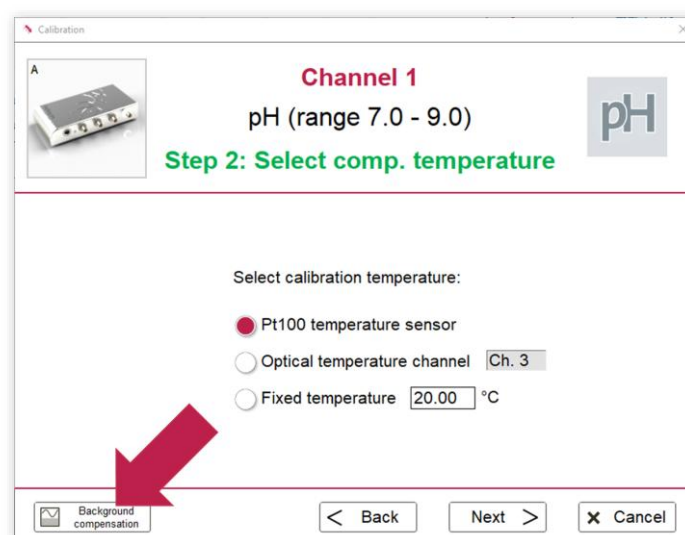 Calibration
A
Channel 1
pH (range 7.0 - 9.0)
pH
Step 2: Select comp. temperature
Select calibration temperature:
Pt100 temperature sensor
Optical temperature channel Ch. 3
Fixed temperature 20.00 °C
Background
compensation
< Back
Next >
Cancel